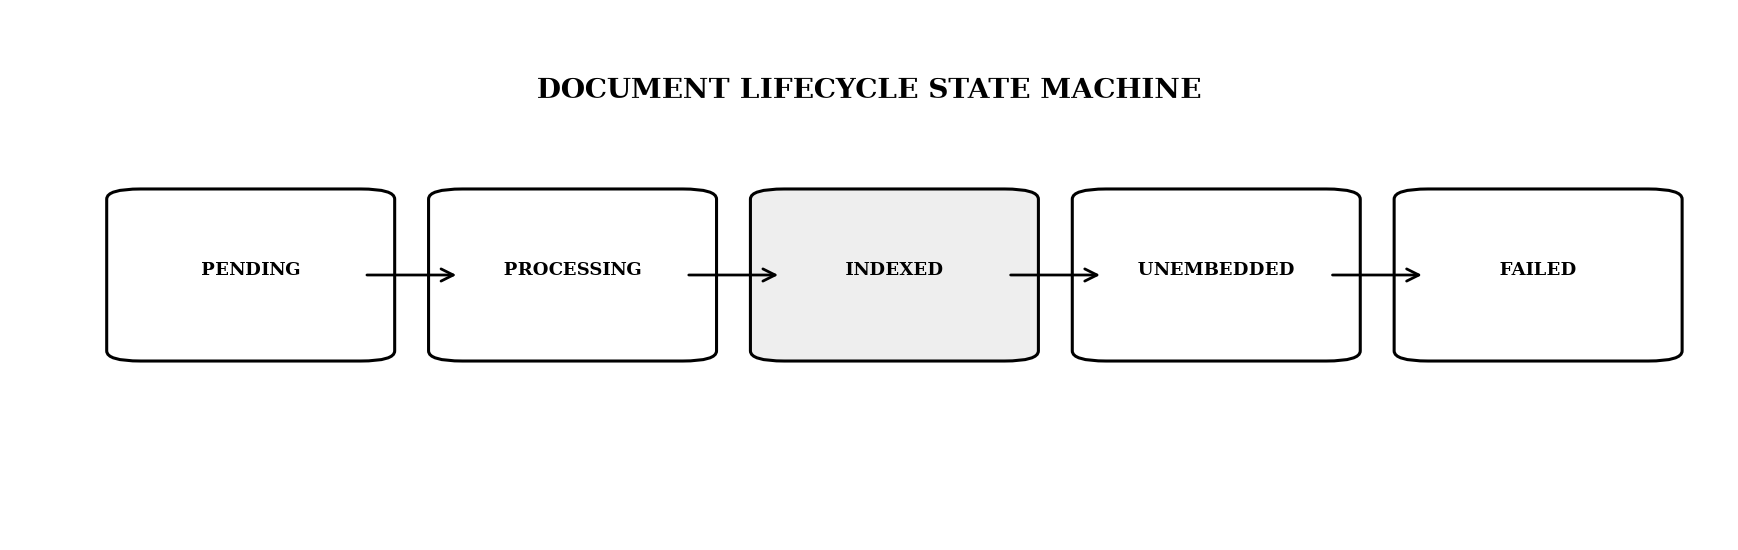 DOCUMENT LIFECYCLE STATE MACHINE
PENDING
PROCESSING
INDEXED
UNEMBEDDED
FAILED